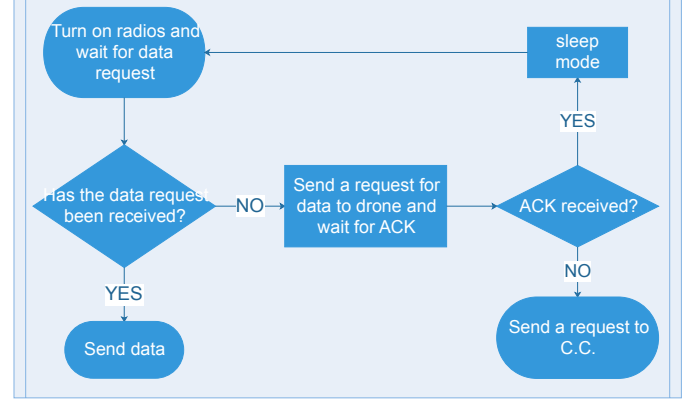 Turn on radios and
wait for data
request
sleep
mode
YES
Has the data request
been received?
NO
Send a request for
data to drone and
wait for ACK
ACK received?
YES
NO
Send data
Send a request to
C.C.